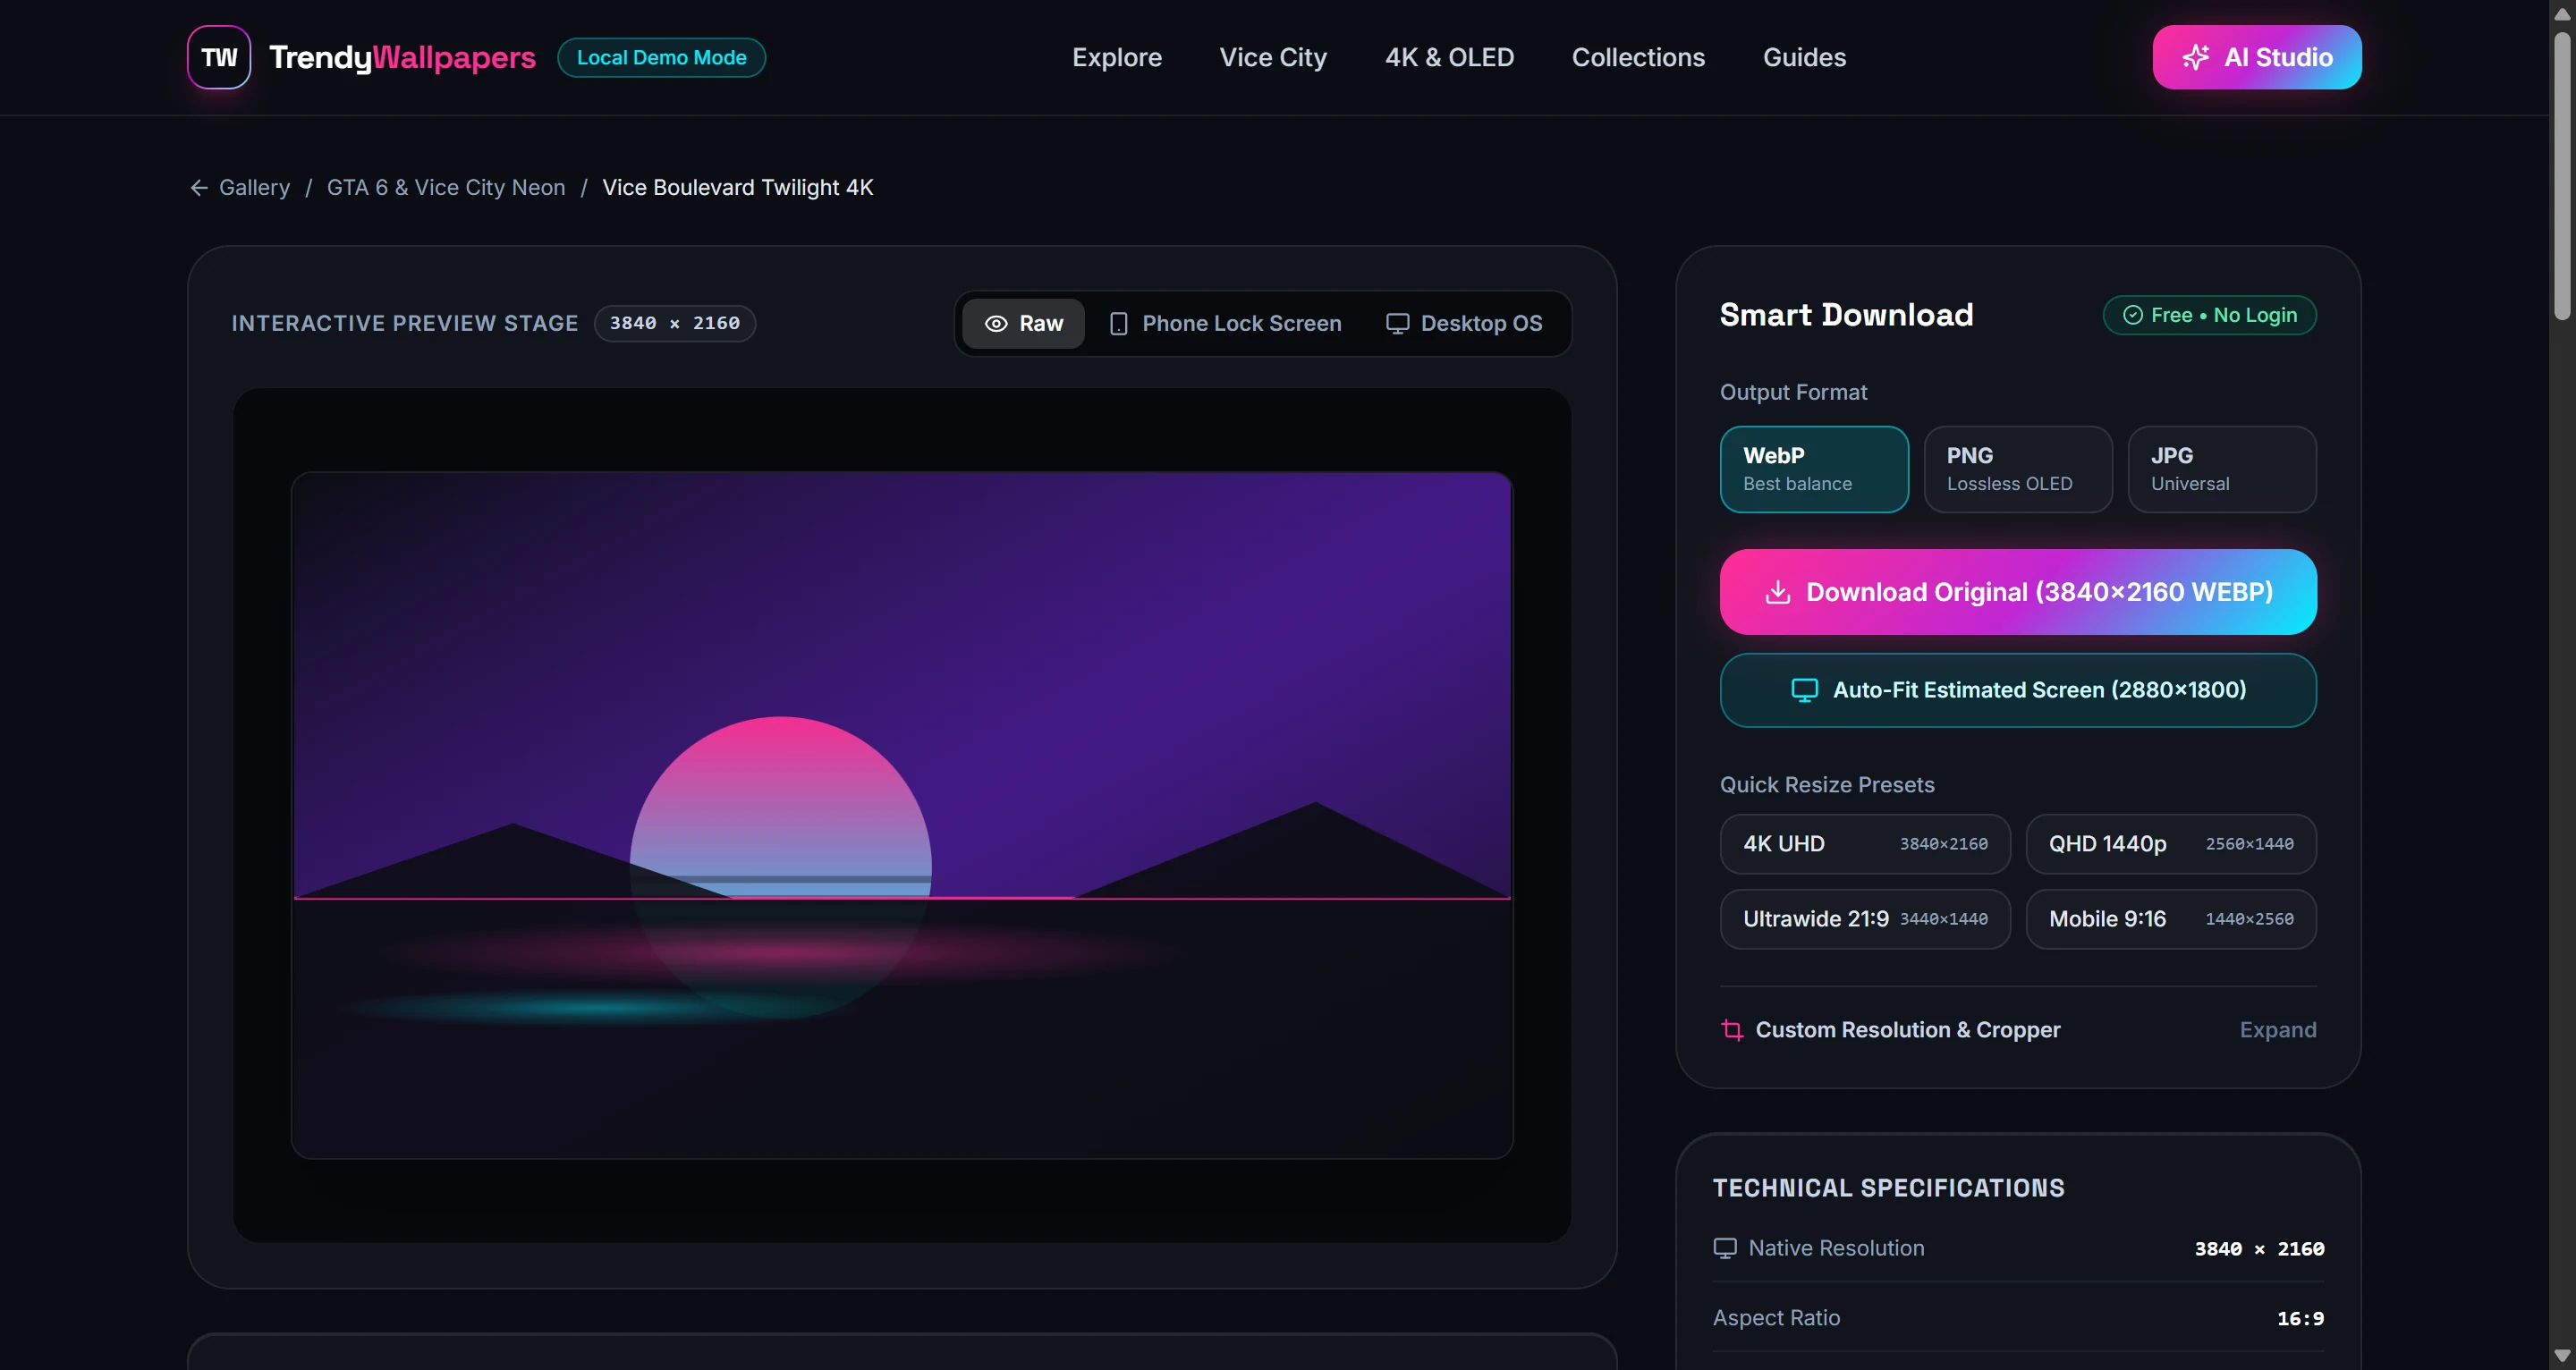 TW TrendyWallpapers Local Demo Mode Explore Vice City 4K & OLED Collections Guides AI Studio
Gallery / GTA 6 & Vice City Neon / Vice Boulevard Twilight 4K
INTERACTIVE PREVIEW STAGE 3840 × 2160 Raw Phone Lock Screen Desktop OS
Smart Download Free • No Login
Output Format
WebP
Best balance
PNG
Lossless OLED
JPG
Universal
Download Original (3840×2160 WEBP)
Auto-Fit Estimated Screen (2880×1800)
Quick Resize Presets
4K UHD 3840×2160
QHD 1440p 2560×1440
Ultrawide 21:9 3440×1440
Mobile 9:16 1440×2560
Custom Resolution & Cropper Expand
TECHNICAL SPECIFICATIONS
Native Resolution 3840 × 2160
Aspect Ratio 16:9